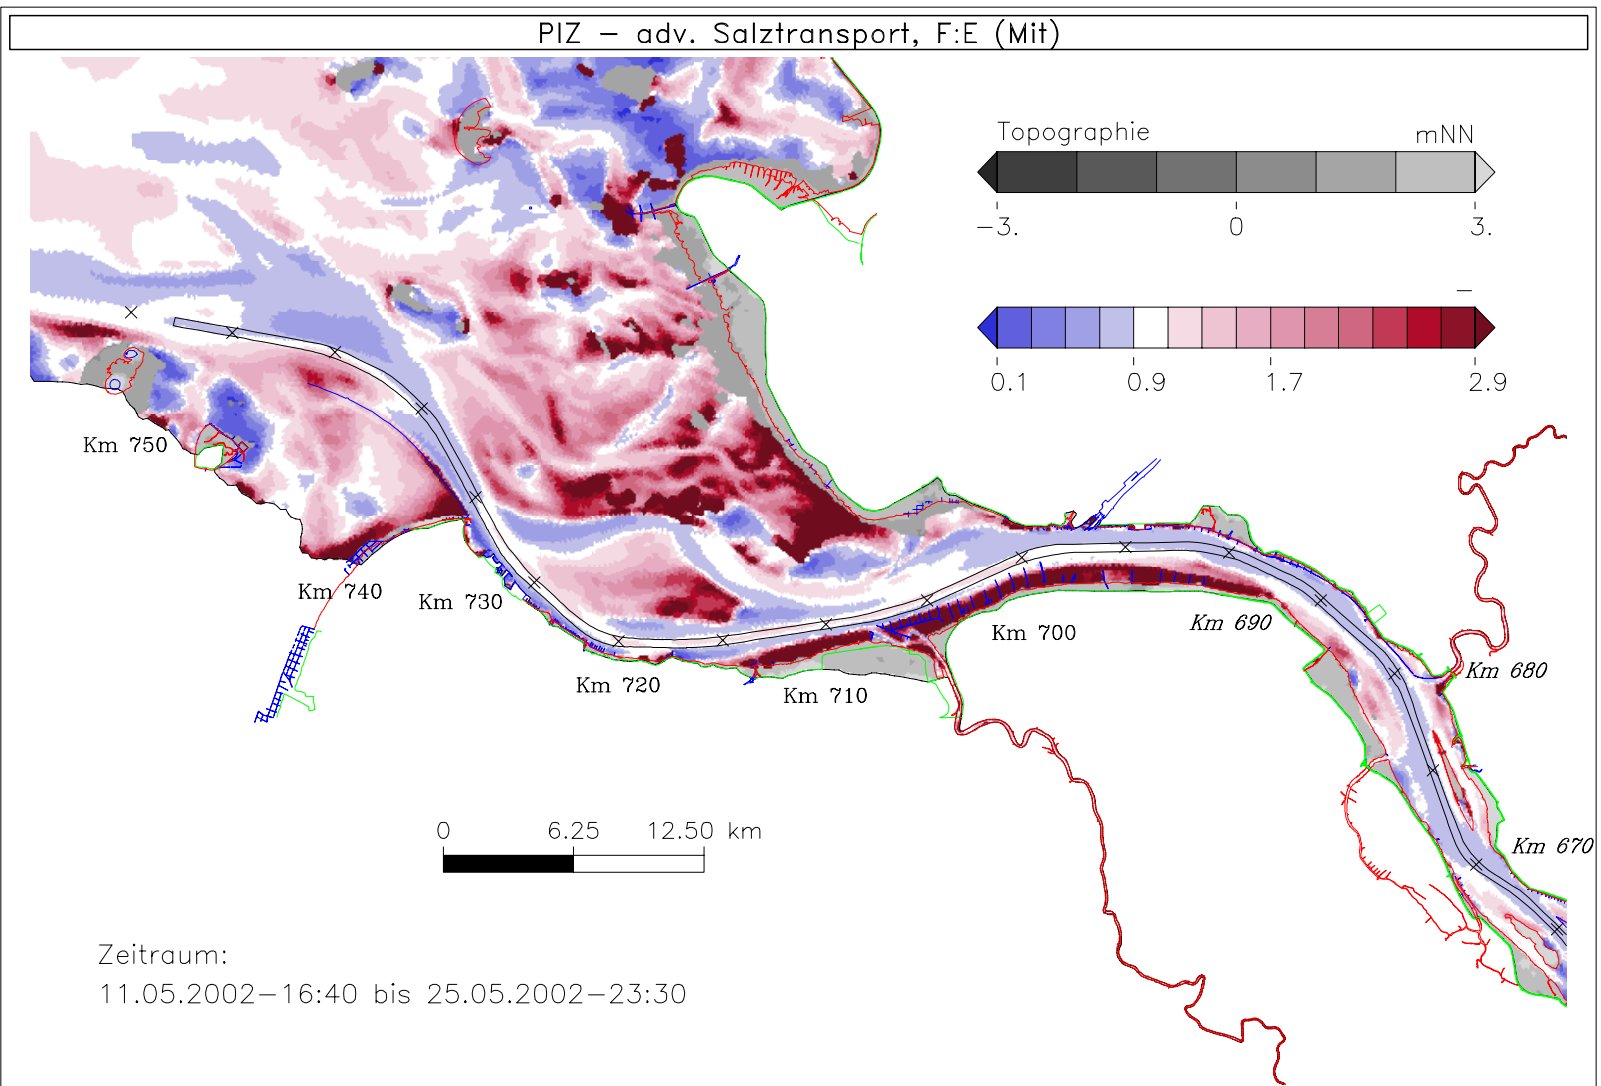 PIZ - adv. Salztransport, F:E (Mit)
Topographie mNN
-3. 0 3.
-
0.1 0.9 1.7 2.9
Km 750
Km 740
Km 730
Km 720
Km 710
Km 700
Km 690
Km 680
Km 670
0 6.25 12.50 km
Zeitraum:
11.05.2002-16:40 bis 25.05.2002-23:30